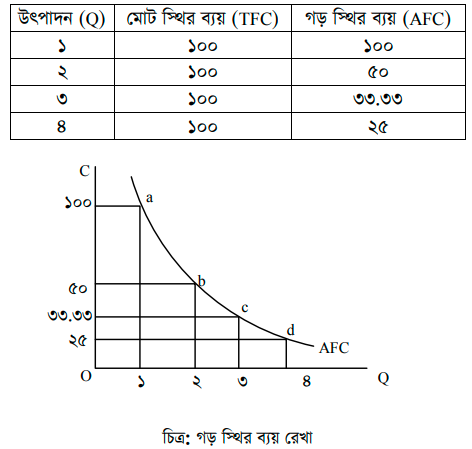 উৎপাদন (Q) মোট স্থির ব্যয় (TFC) গড় স্থির ব্যয় (AFC)
১ ১০০ ১০০
২ ১০০ ৫০
৩ ১০০ ৩৩.৩৩
৪ ১০০ ২৫
C
১০০ a
৫০ b
৩৩.৩৩ c
২৫ d
AFC
O ১ ২ ৩ ৪ Q
চিত্র: গড় স্থির ব্যয় রেখা